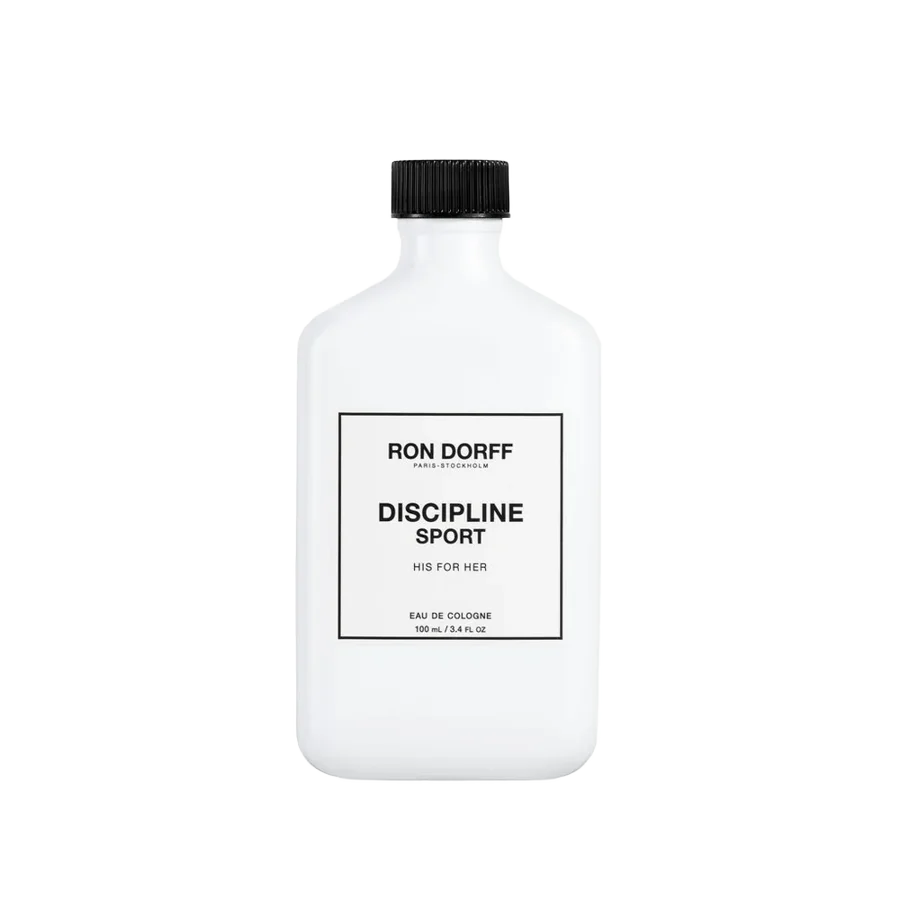 RON DORFF
PARIS-STOCKHOLM
DISCIPLINE
SPORT
HIS FOR HER
EAU DE COLOGNE
100 mL / 3.4 FL OZ